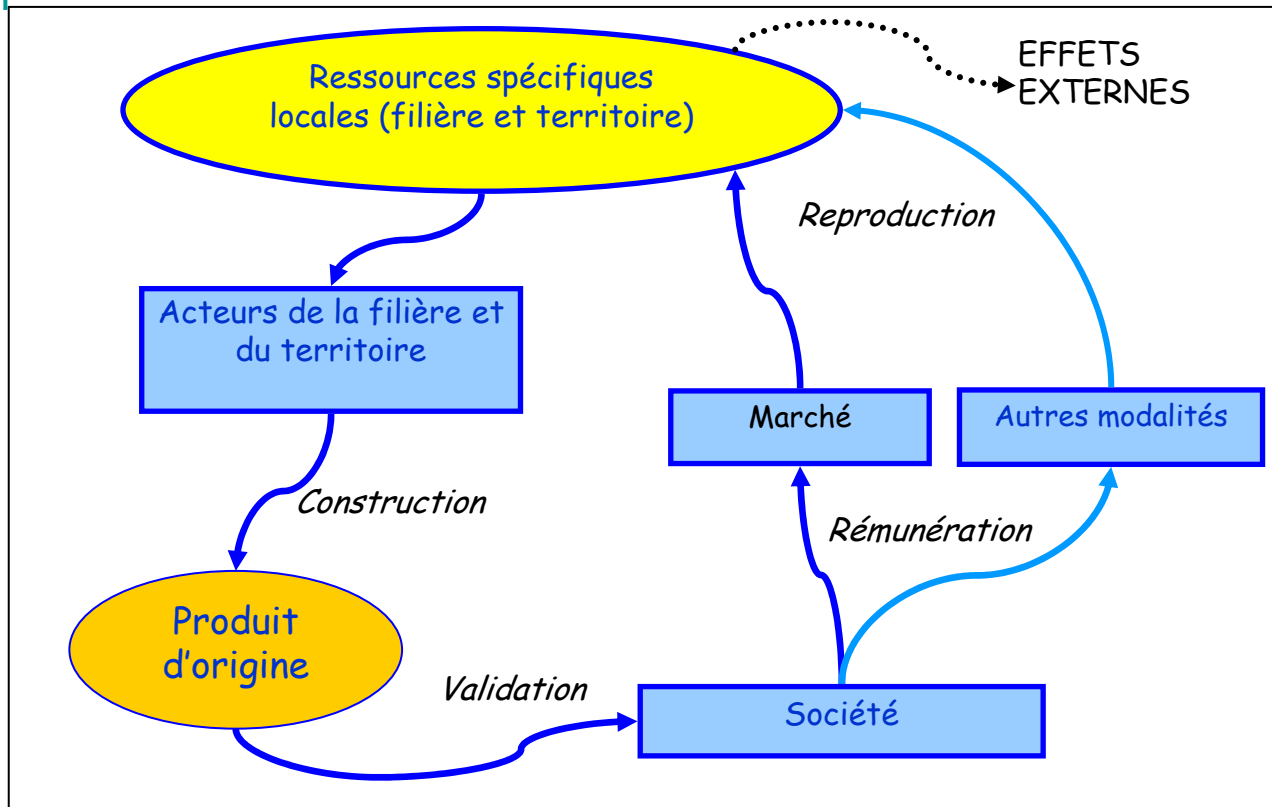 Ressources spécifiques
locales (filière et territoire)
EFFETS
EXTERNES
Reproduction
Acteurs de la filière et
du territoire
Marché
Autres modalités
Construction
Rémunération
Produit
d'origine
Validation
Société